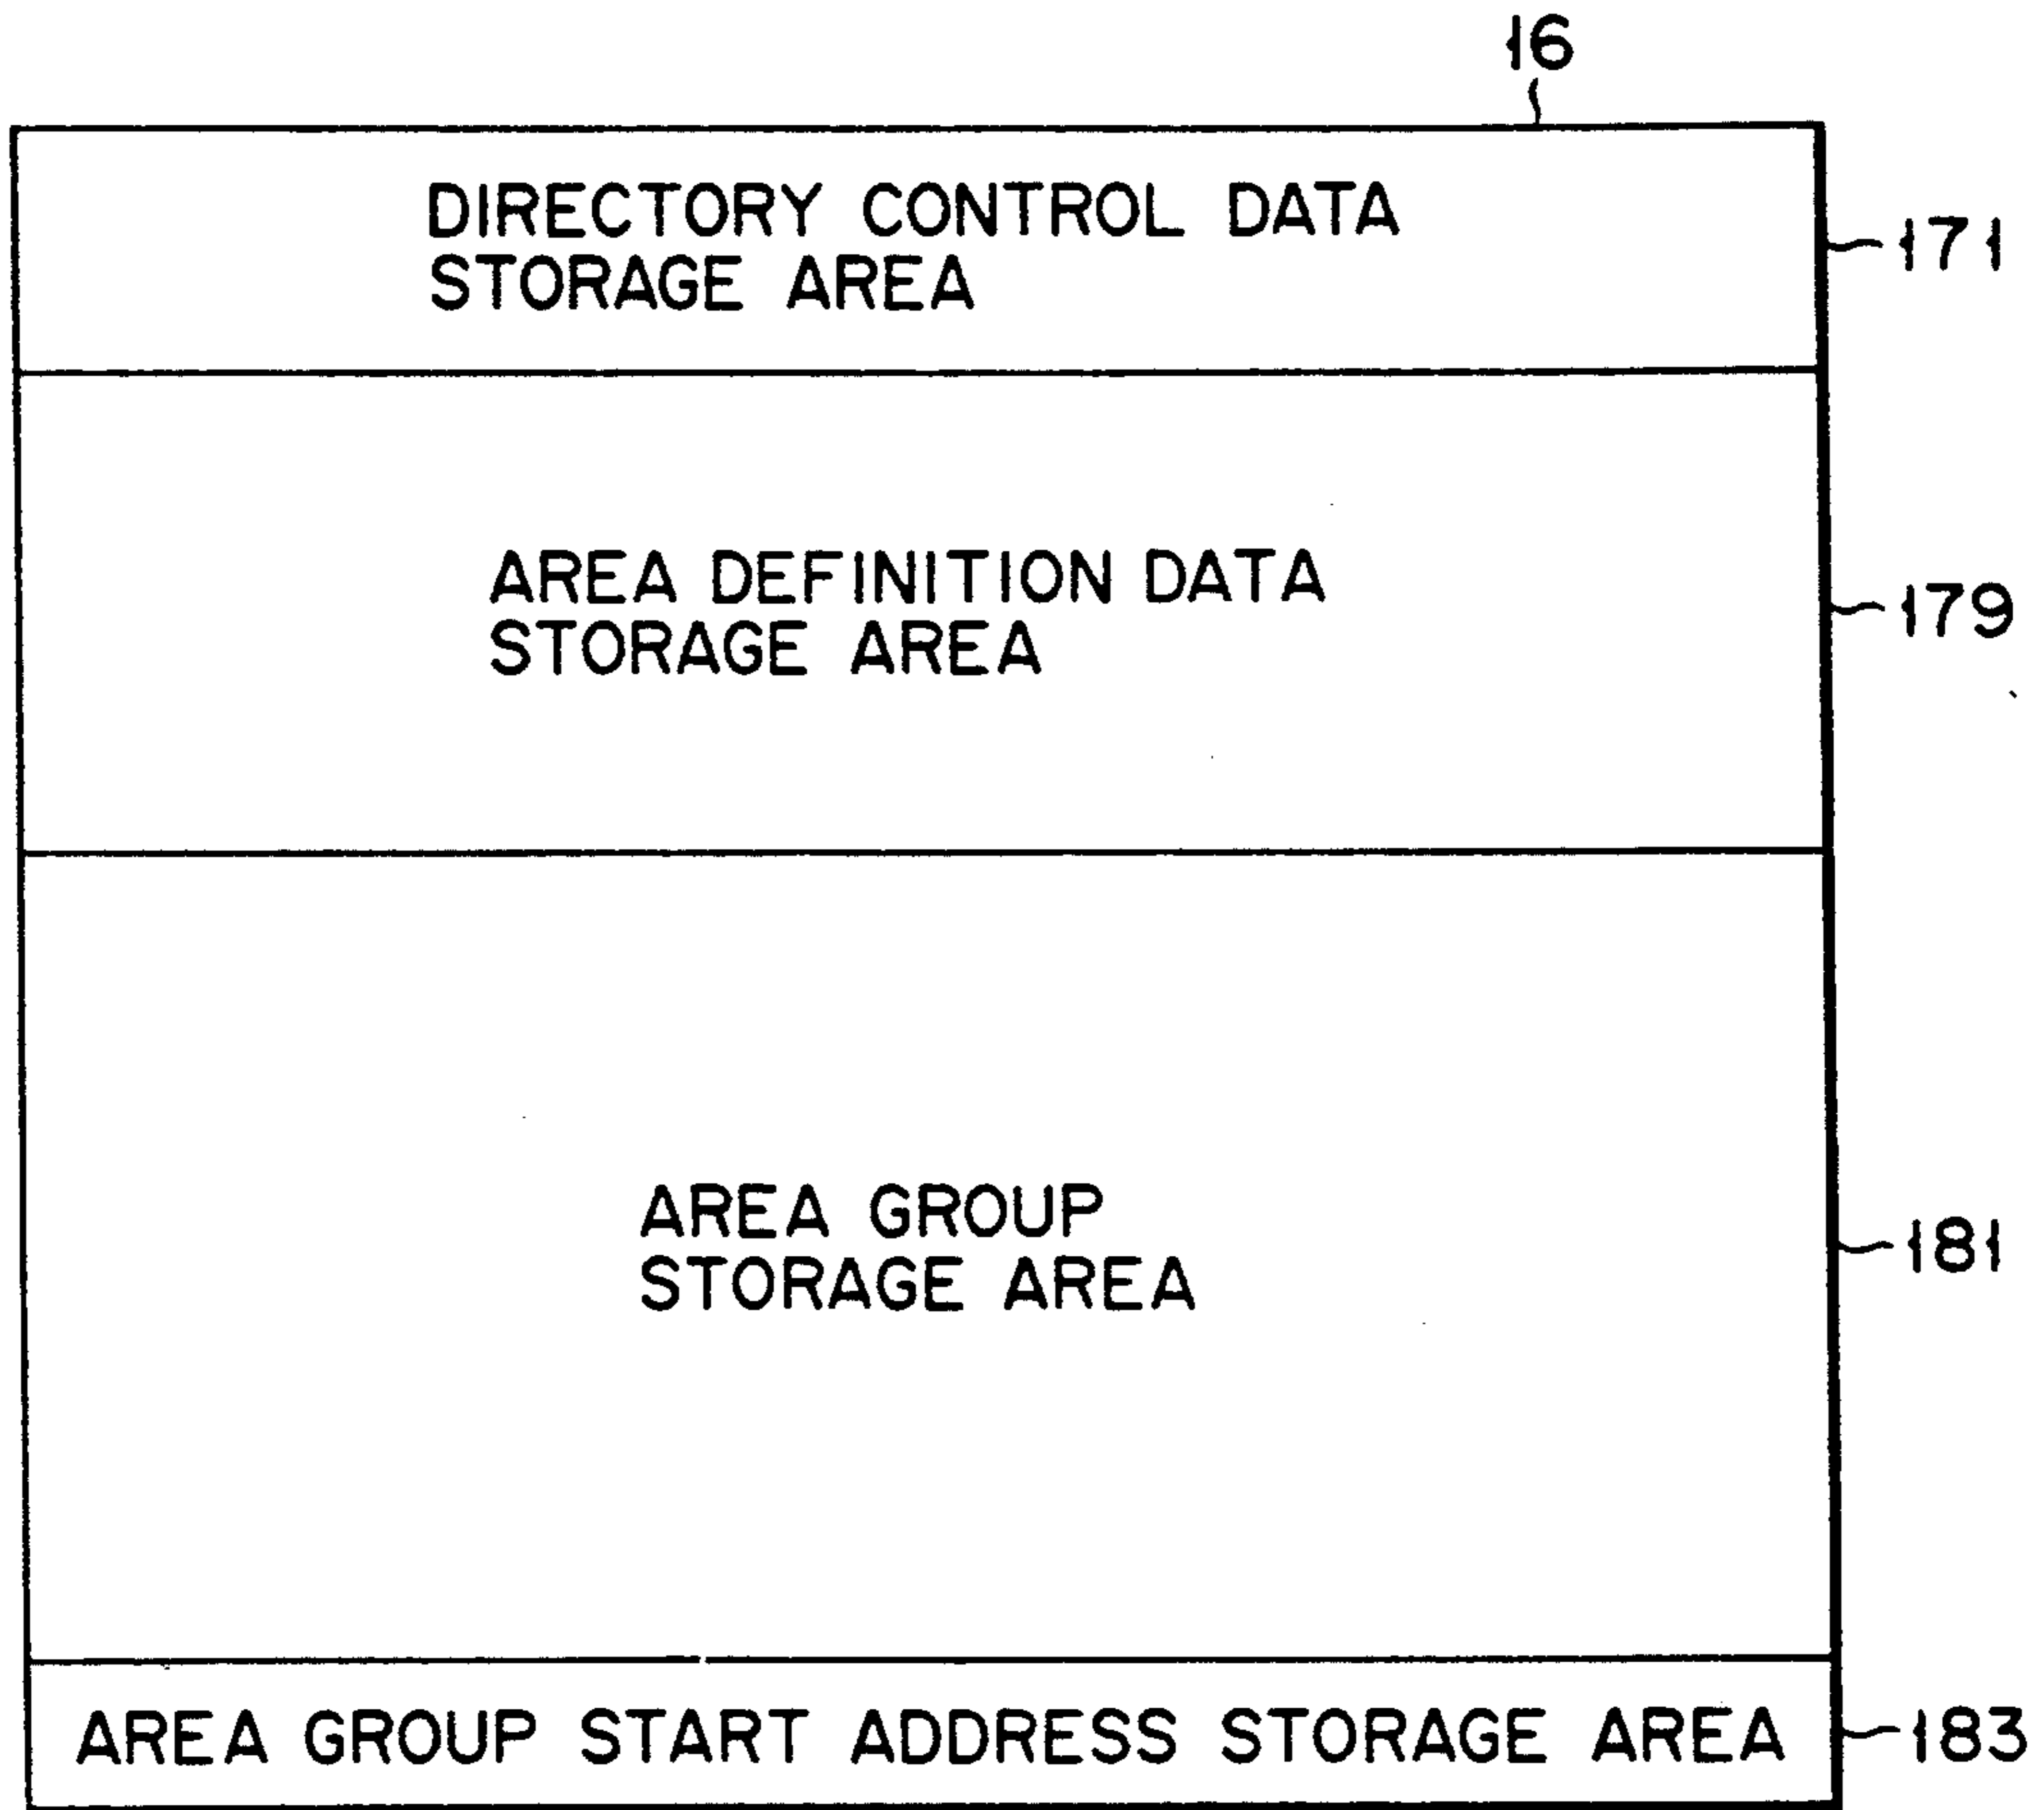 16
DIRECTORY CONTROL DATA
STORAGE AREA
171
AREA DEFINITION DATA
STORAGE AREA
179
AREA GROUP
STORAGE AREA
181
AREA GROUP START ADDRESS STORAGE AREA
183